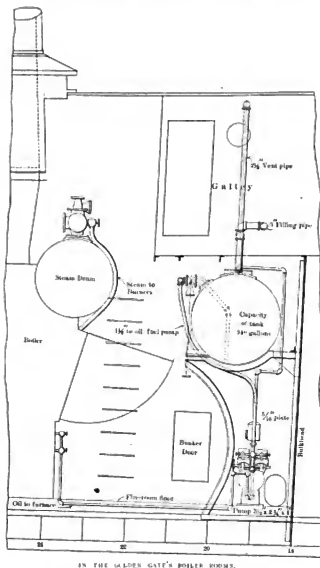 2½" Vent pipe
Galley
3" Filling pipe
Steam Drum
Steam to
Burners
1½" to oil fuel pump
Capacity
of tank
gallons
Boiler
5/16 plate
Bunker
Door
Bulkhead
Fire-room floor
Oil to furnace
Pump
24
22
20
18
IN THE GOLDEN GATE'S BOILER ROOMS.